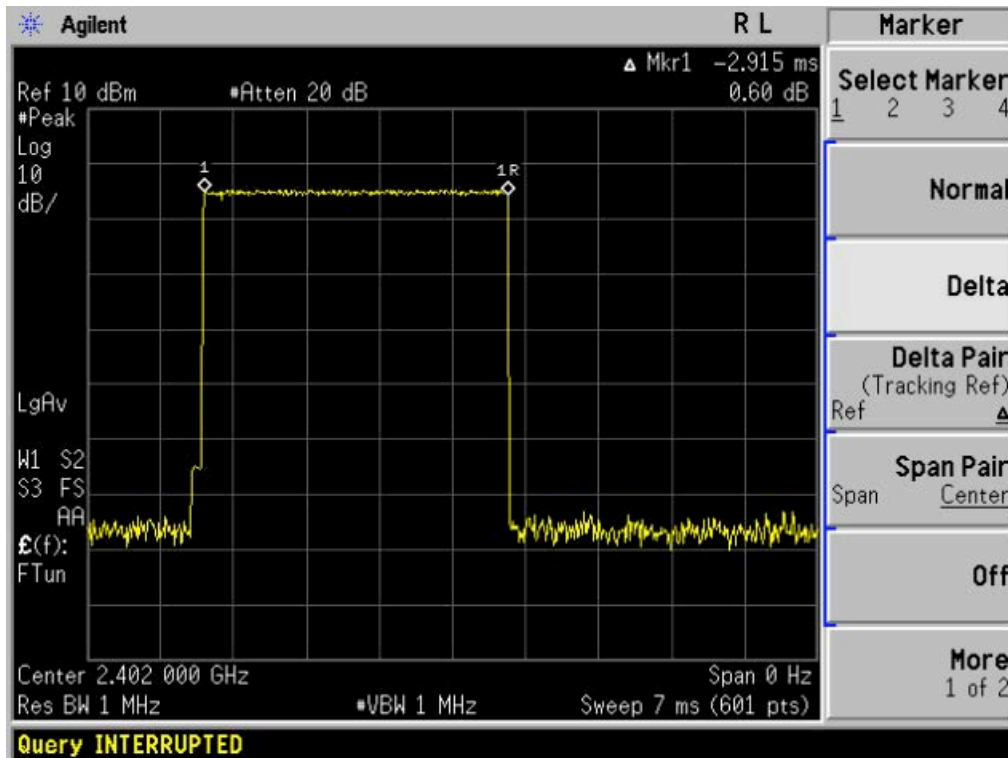 Agilent R L Marker
△ Mkr1 -2.915 ms
Ref 10 dBm #Atten 20 dB 0.60 dB
#Peak
Log
10
dB/
1
1R
LgAv
W1 S2
S3 FS
AA
£(f):
FTun
Center 2.402 000 GHz Span 0 Hz
Res BW 1 MHz #VBW 1 MHz Sweep 7 ms (601 pts)
Query INTERRUPTED
Select Marker
1 2 3 4
Normal
Delta
Delta Pair
(Tracking Ref)
Ref △
Span Pair
Span Center
Off
More
1 of 2